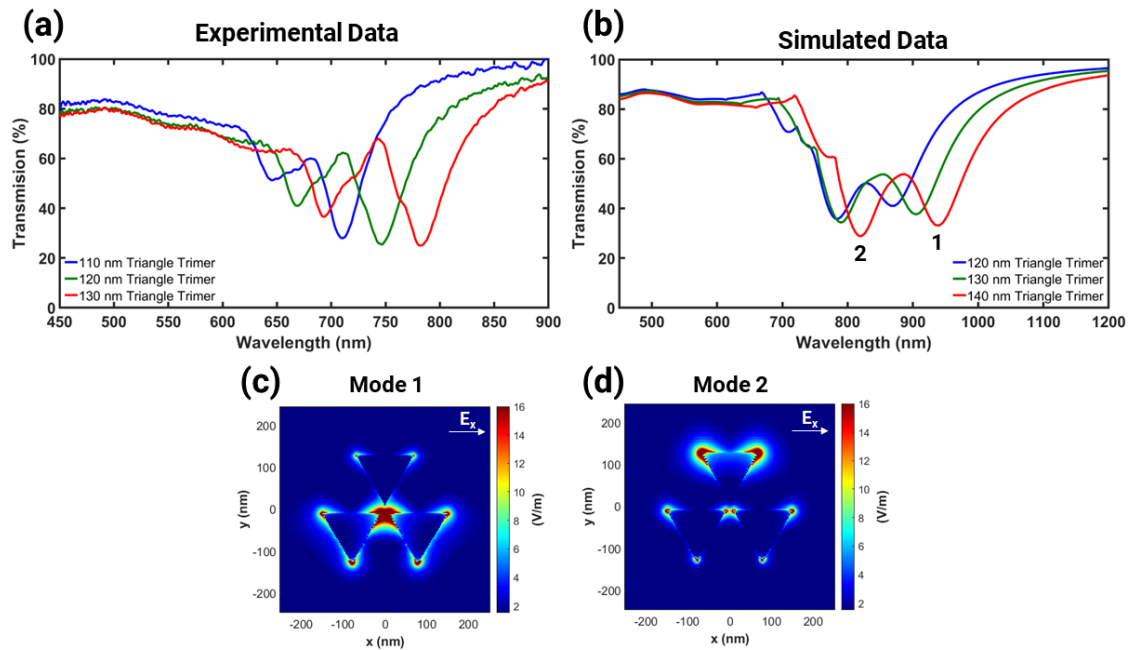 (a)
Experimental Data
100
80
60
40
20
0
Transmision (%)
450
500
550
600
650
700
750
800
850
900
Wavelength (nm)
110 nm Triangle Trimer
120 nm Triangle Trimer
130 nm Triangle Trimer
(b)
Simulated Data
100
80
60
40
20
0
Transmision (%)
2
1
500
600
700
800
900
1000
1100
1200
Wavelength (nm)
120 nm Triangle Trimer
130 nm Triangle Trimer
140 nm Triangle Trimer
(c)
Mode 1
Ex
200
100
0
-100
-200
y (nm)
-200
-100
0
100
200
x (nm)
16
14
12
10
8
6
4
2
(V/m)
(d)
Mode 2
Ex
200
100
0
-100
-200
y (nm)
-200
-100
0
100
200
x (nm)
16
14
12
10
8
6
4
2
(V/m)